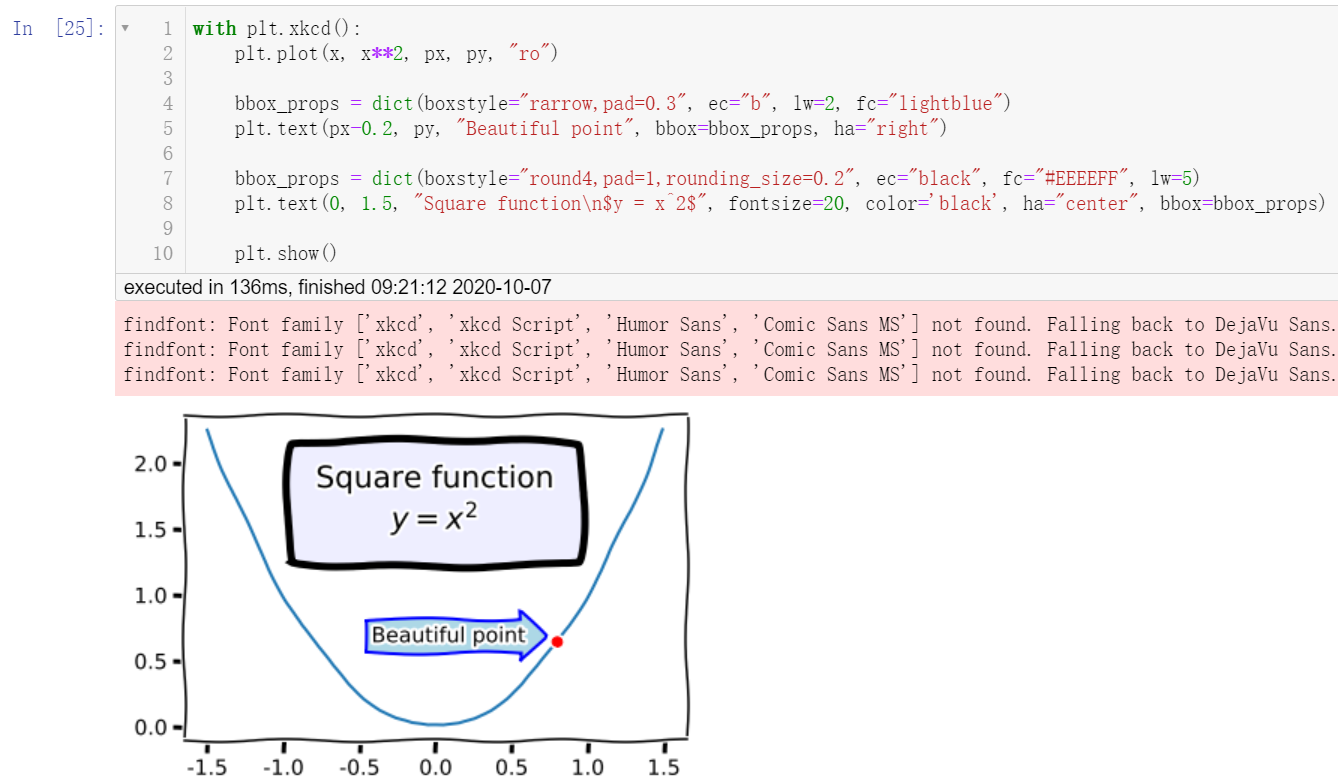 In [25]:
1 with plt.xkcd():
2     plt.plot(x, x**2, px, py, "ro")
3
4     bbox_props = dict(boxstyle="rarrow,pad=0.3", ec="b", lw=2, fc="lightblue")
5     plt.text(px-0.2, py, "Beautiful point", bbox=bbox_props, ha="right")
6
7     bbox_props = dict(boxstyle="round4,pad=1,rounding_size=0.2", ec="black", fc="#EEEEFF", lw=5)
8     plt.text(0, 1.5, "Square function\n$y = x^2$", fontsize=20, color='black', ha="center", bbox=bbox_props)
9
10     plt.show()
executed in 136ms, finished 09:21:12 2020-10-07
findfont: Font family ['xkcd', 'xkcd Script', 'Humor Sans', 'Comic Sans MS'] not found. Falling back to DejaVu Sans.
findfont: Font family ['xkcd', 'xkcd Script', 'Humor Sans', 'Comic Sans MS'] not found. Falling back to DejaVu Sans.
findfont: Font family ['xkcd', 'xkcd Script', 'Humor Sans', 'Comic Sans MS'] not found. Falling back to DejaVu Sans.
2.0
Square function
y = x²
1.5
1.0
Beautiful point
0.5
0.0
-1.5 -1.0 -0.5 0.0 0.5 1.0 1.5